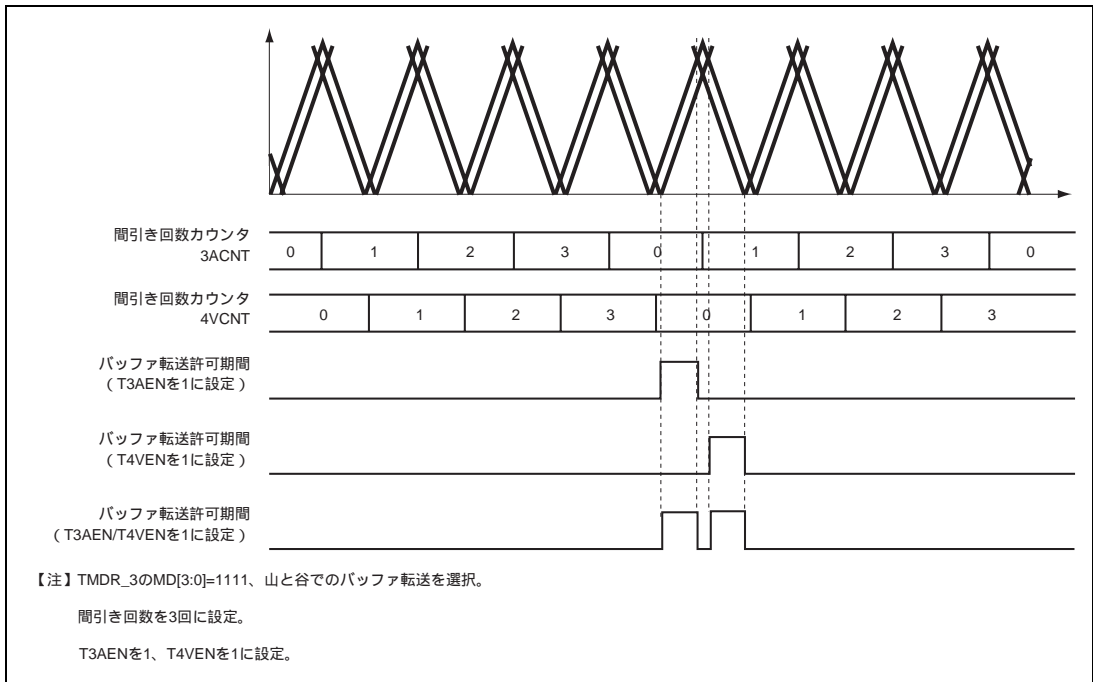 間引き回数カウンタ
3ACNT
0 1 2 3 0 1 2 3 0
間引き回数カウンタ
4VCNT
0 1 2 3 0 1 2 3
バッファ転送許可期間
(T3AENを1に設定)
バッファ転送許可期間
(T4VENを1に設定)
バッファ転送許可期間
(T3AEN/T4VENを1に設定)
【注】TMDR_3のMD[3:0]=1111、山と谷でのバッファ転送を選択。
間引き回数を3回に設定。
T3AENを1、T4VENを1に設定。